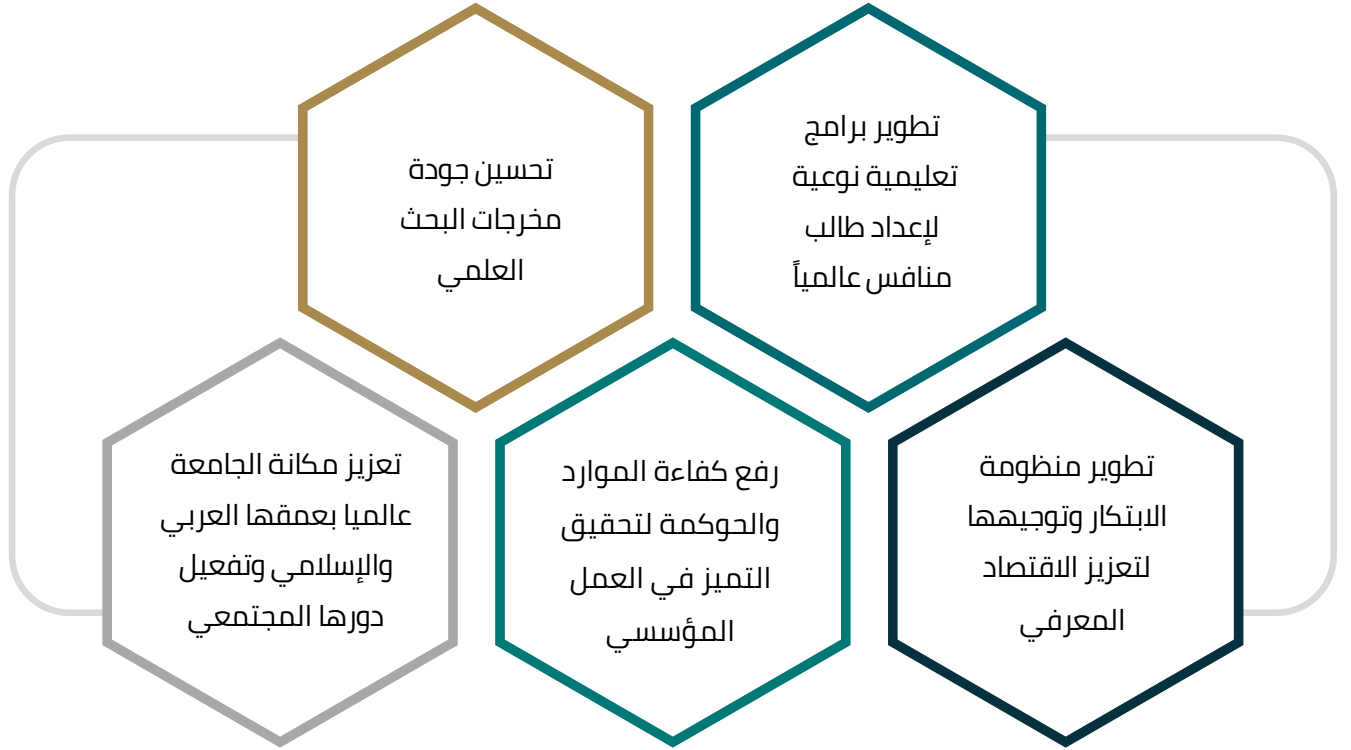 تطوير برامج
تعليمية نوعية
لإعداد طالب
منافس عالمياً
تحسين جودة
مخرجات البحث
العلمي
تطوير منظومة
الابتكار وتوجيهها
لتعزيز الاقتصاد
المعرفي
رفع كفاءة الموارد
والحوكمة لتحقيق
التميز في العمل
المؤسسي
تعزيز مكانة الجامعة
عالميا بعمقها العربي
والإسلامي وتفعيل
دورها المجتمعي